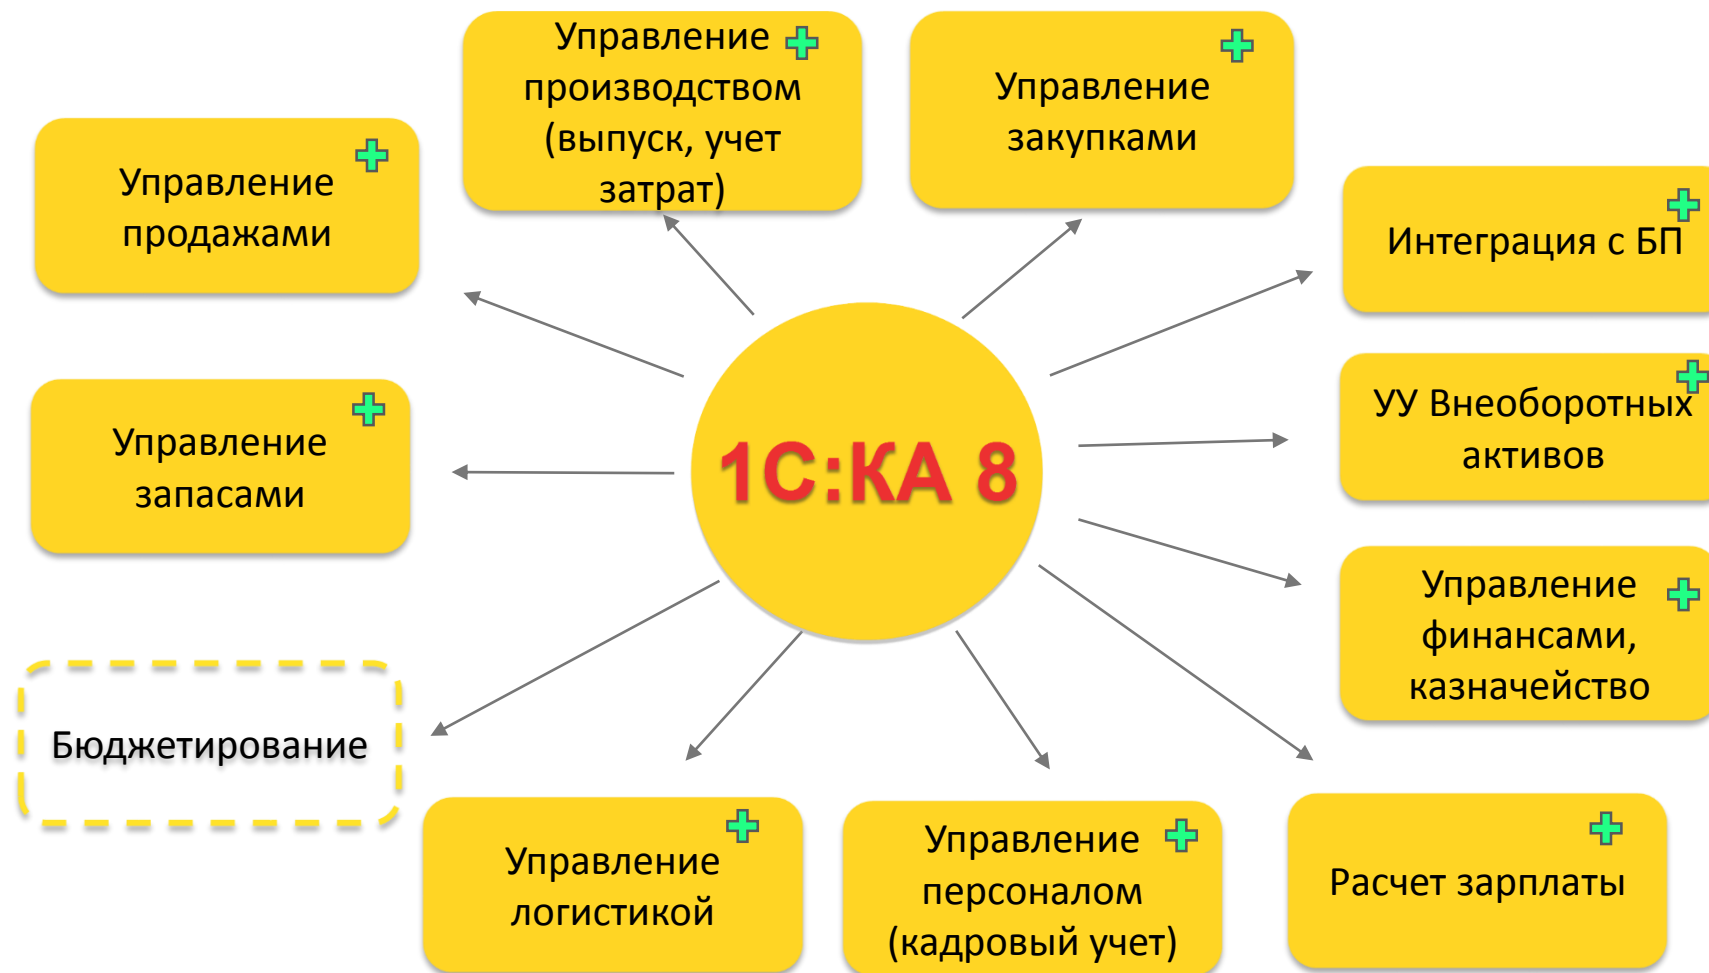 Управление
производством
(выпуск, учет
затрат)
Управление
закупками
Управление
продажами
Интеграция с БП
Управление
запасами
1С:КА 8
УУ Внеоборотных
активов
Управление
финансами,
казначейство
Бюджетирование
Управление
логистикой
Управление
персоналом
(кадровый учет)
Расчет зарплаты